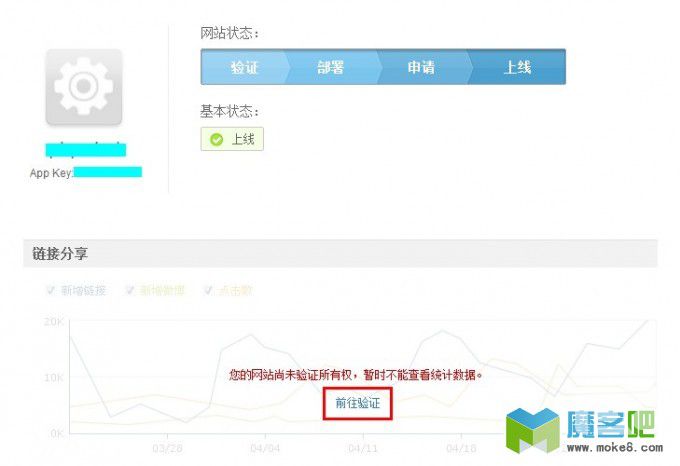 网站状态：
验证 部署 申请 上线
基本状态：
上线
App Key:
链接分享
新增链接 新增微博 点击数
20K
您的网站尚未验证所有权，暂时不能查看统计数据。
10K
前往验证
0K
03/28 04/04 04/11 04/18
魔客吧
www.moke8.com